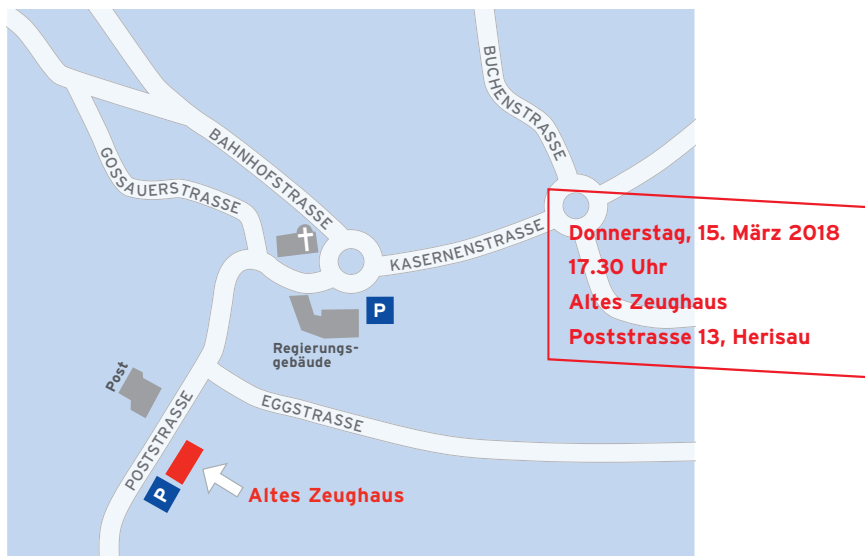 BUCHENSTRASSE
BAHNHOFSTRASSE
GOSSAUERSTRASSE
KASERNENSTRASSE
Donnerstag, 15. März 2018
17.30 Uhr
Altes Zeughaus
Poststrasse 13, Herisau
P
Regierungs-
gebäude
Post
EGGSTRASSE
POSTSTRASSE
P
Altes Zeughaus